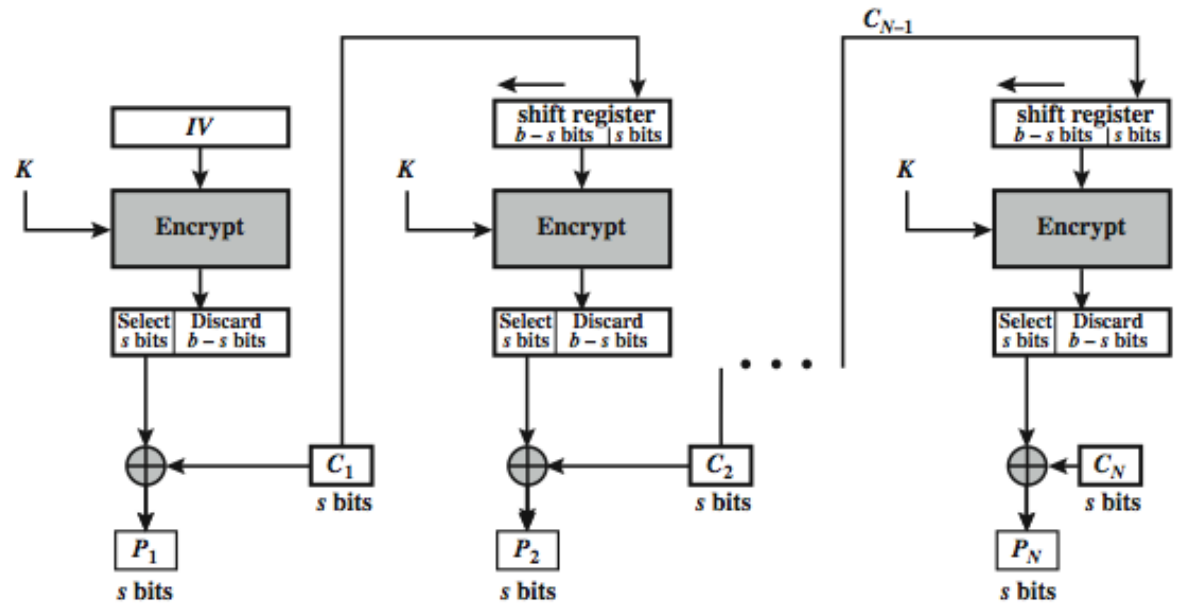 C_{N-1}
IV
K
Encrypt
Select
s bits
Discard
b – s bits
C_1
s bits
P_1
s bits
shift register
b – s bits | s bits
K
Encrypt
Select
s bits
Discard
b – s bits
C_2
s bits
P_2
s bits
• • •
shift register
b – s bits | s bits
K
Encrypt
Select
s bits
Discard
b – s bits
C_N
s bits
P_N
s bits